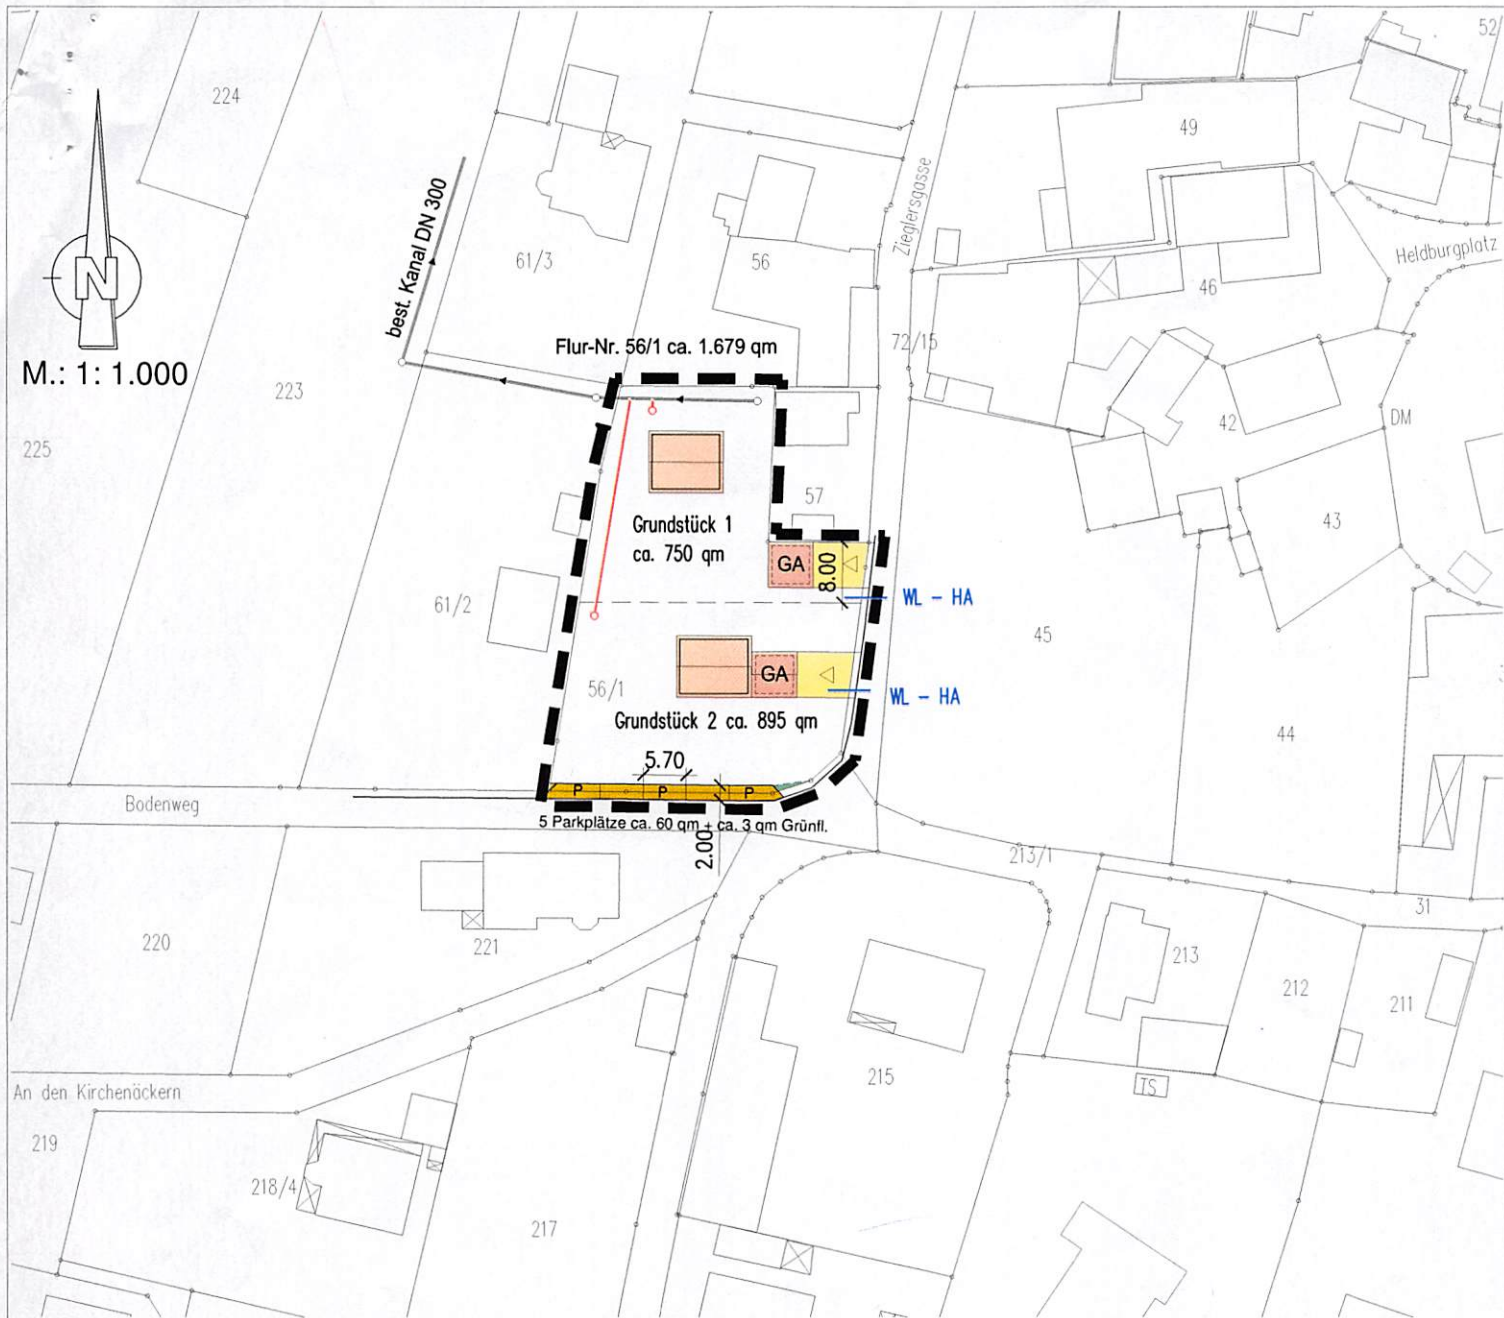 52
224
49
Zieglersgasse
best. Kanal DN 300
61/3
56
Heldburgplatz
N
46
Flur-Nr. 56/1 ca. 1.679 qm
72/15
M.: 1: 1.000
223
42
DM
225
57
43
Grundstück 1
ca. 750 qm
GA
8.00
WL - HA
61/2
45
56/1
GA
WL - HA
Grundstück 2 ca. 895 qm
44
5.70
P
P
P
Bodenweg
5 Parkplätze ca. 60 qm + ca. 3 qm Grünfl.
2.00
213/1
31
220
221
213
212
211
215
TS
An den Kirchenäckern
219
218/4
217